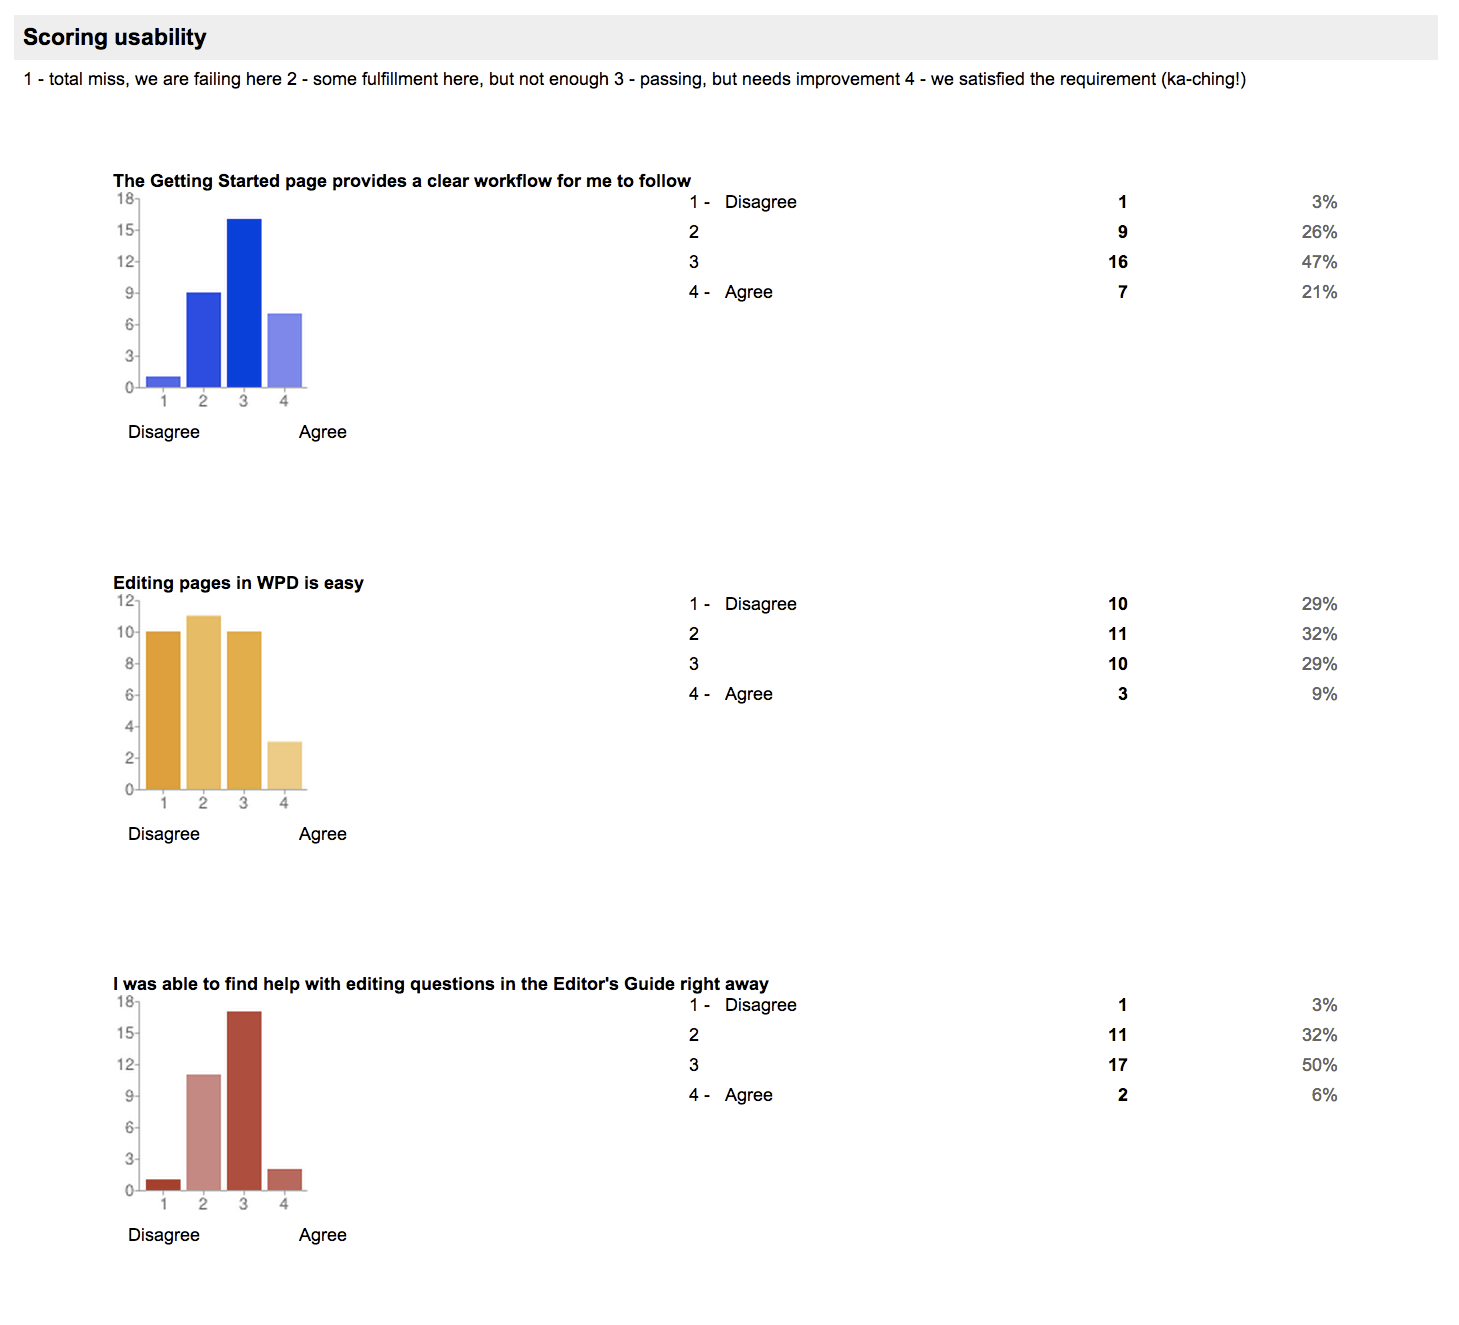 Scoring usability
1 - total miss, we are failing here 2 - some fulfillment here, but not enough 3 - passing, but needs improvement 4 - we satisfied the requirement (ka-ching!)
The Getting Started page provides a clear workflow for me to follow
18
15
12
9
6
3
0
1 2 3 4
Disagree Agree
1 - Disagree 1 3%
2 9 26%
3 16 47%
4 - Agree 7 21%
Editing pages in WPD is easy
12
10
8
6
4
2
0
1 2 3 4
Disagree Agree
1 - Disagree 10 29%
2 11 32%
3 10 29%
4 - Agree 3 9%
I was able to find help with editing questions in the Editor's Guide right away
18
15
12
9
6
3
0
1 2 3 4
Disagree Agree
1 - Disagree 1 3%
2 11 32%
3 17 50%
4 - Agree 2 6%